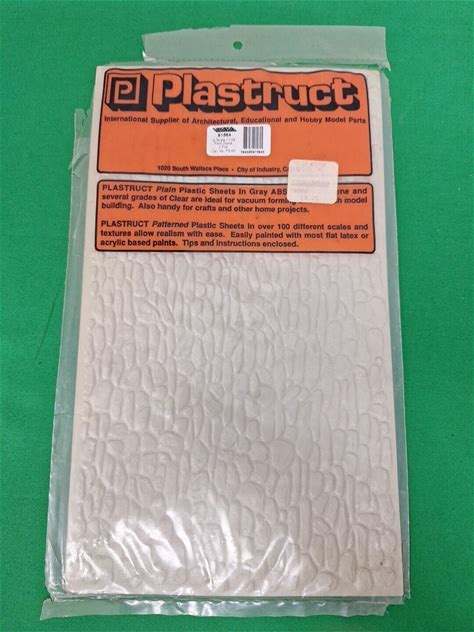 Plastruct
International Supplier of Architectural, Educational and Hobby Model Parts
1020 South Wallace Place • City of Industry,
PLASTRUCT Plain Plastic Sheets In Gray ABS
several grades of Clear are ideal for vacuum forming model
building. Also handy for crafts and other home projects.
PLASTRUCT Patterned Plastic Sheets in over 100 different scales and
textures allow realism with ease. Easily painted with most flat latex or
acrylic based paints. Tips and instructions enclosed.